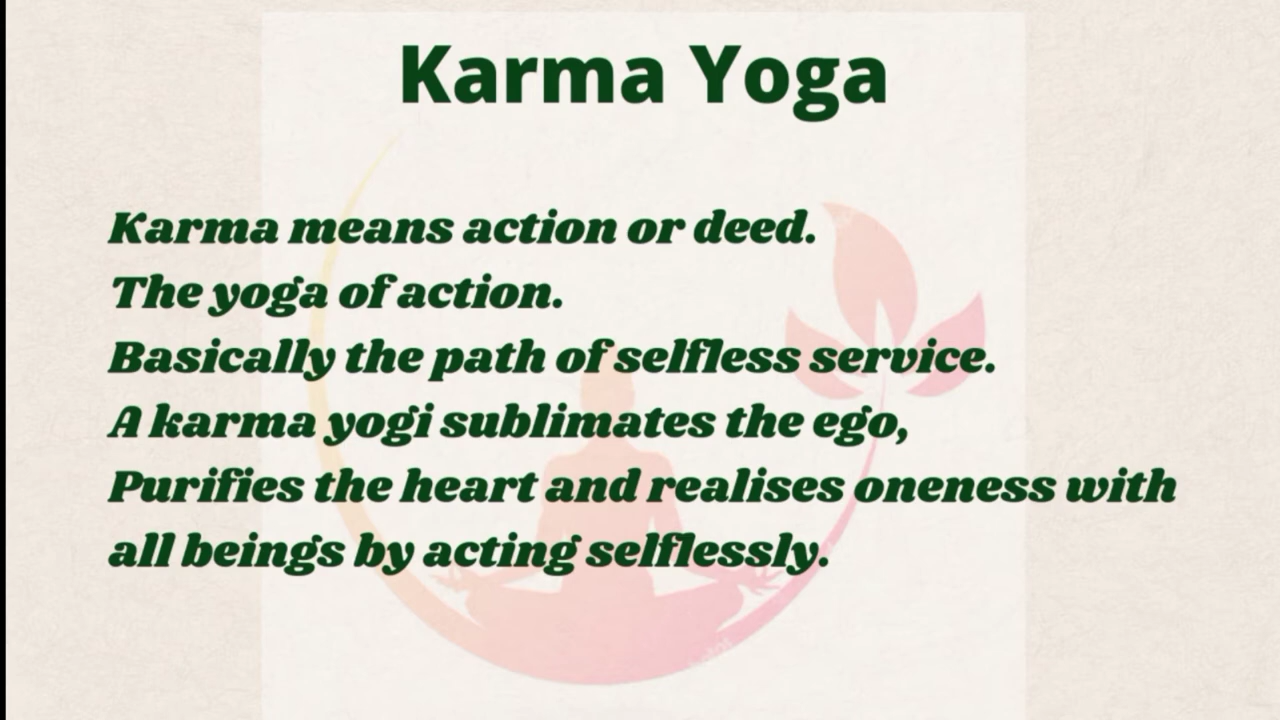 Karma Yoga
Karma means action or deed.
The yoga of action.
Basically the path of selfless service.
A karma yogi sublimates the ego,
Purifies the heart and realises oneness with
all beings by acting selflessly.